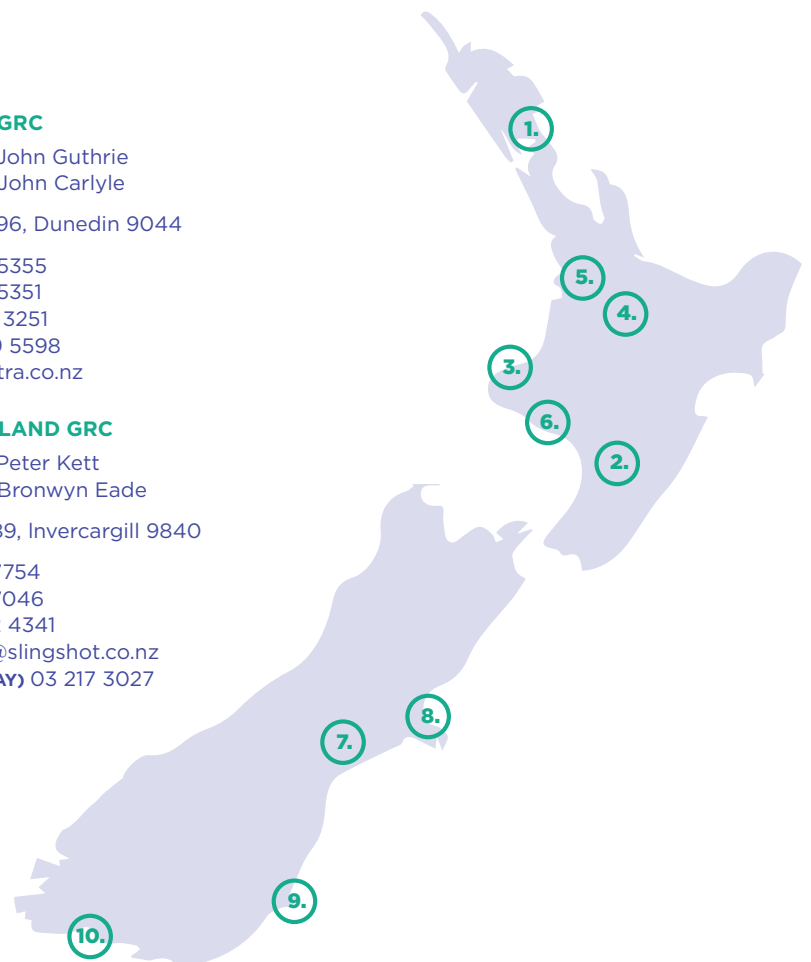 GRC
John Guthrie
John Carlyle
96, Dunedin 9044
5355
5351
3251
5598
tra.co.nz
LAND GRC
Peter Kett
Bronwyn Eade
39, Invercargill 9840
7754
7046
4341
@slingshot.co.nz
AY) 03 217 3027
1.
5.
4.
3.
6.
2.
8.
7.
9.
10.